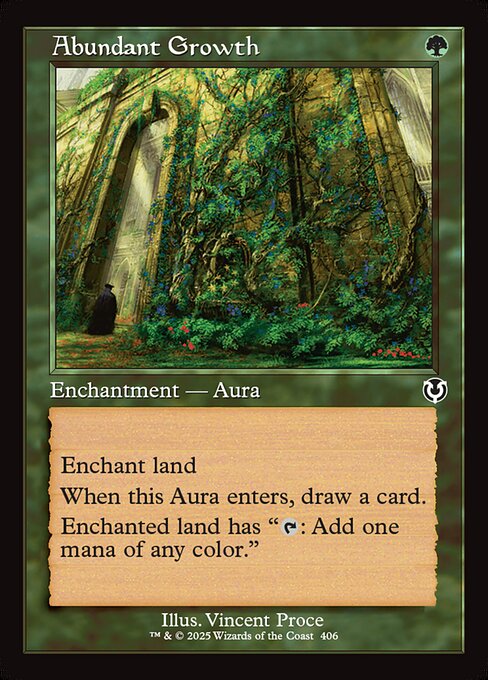 Abundant Growth
Enchantment — Aura
Enchant land
When this Aura enters, draw a card.
Enchanted land has “: Add one
mana of any color.”
Illus. Vincent Proce
™ & © 2025 Wizards of the Coast 406